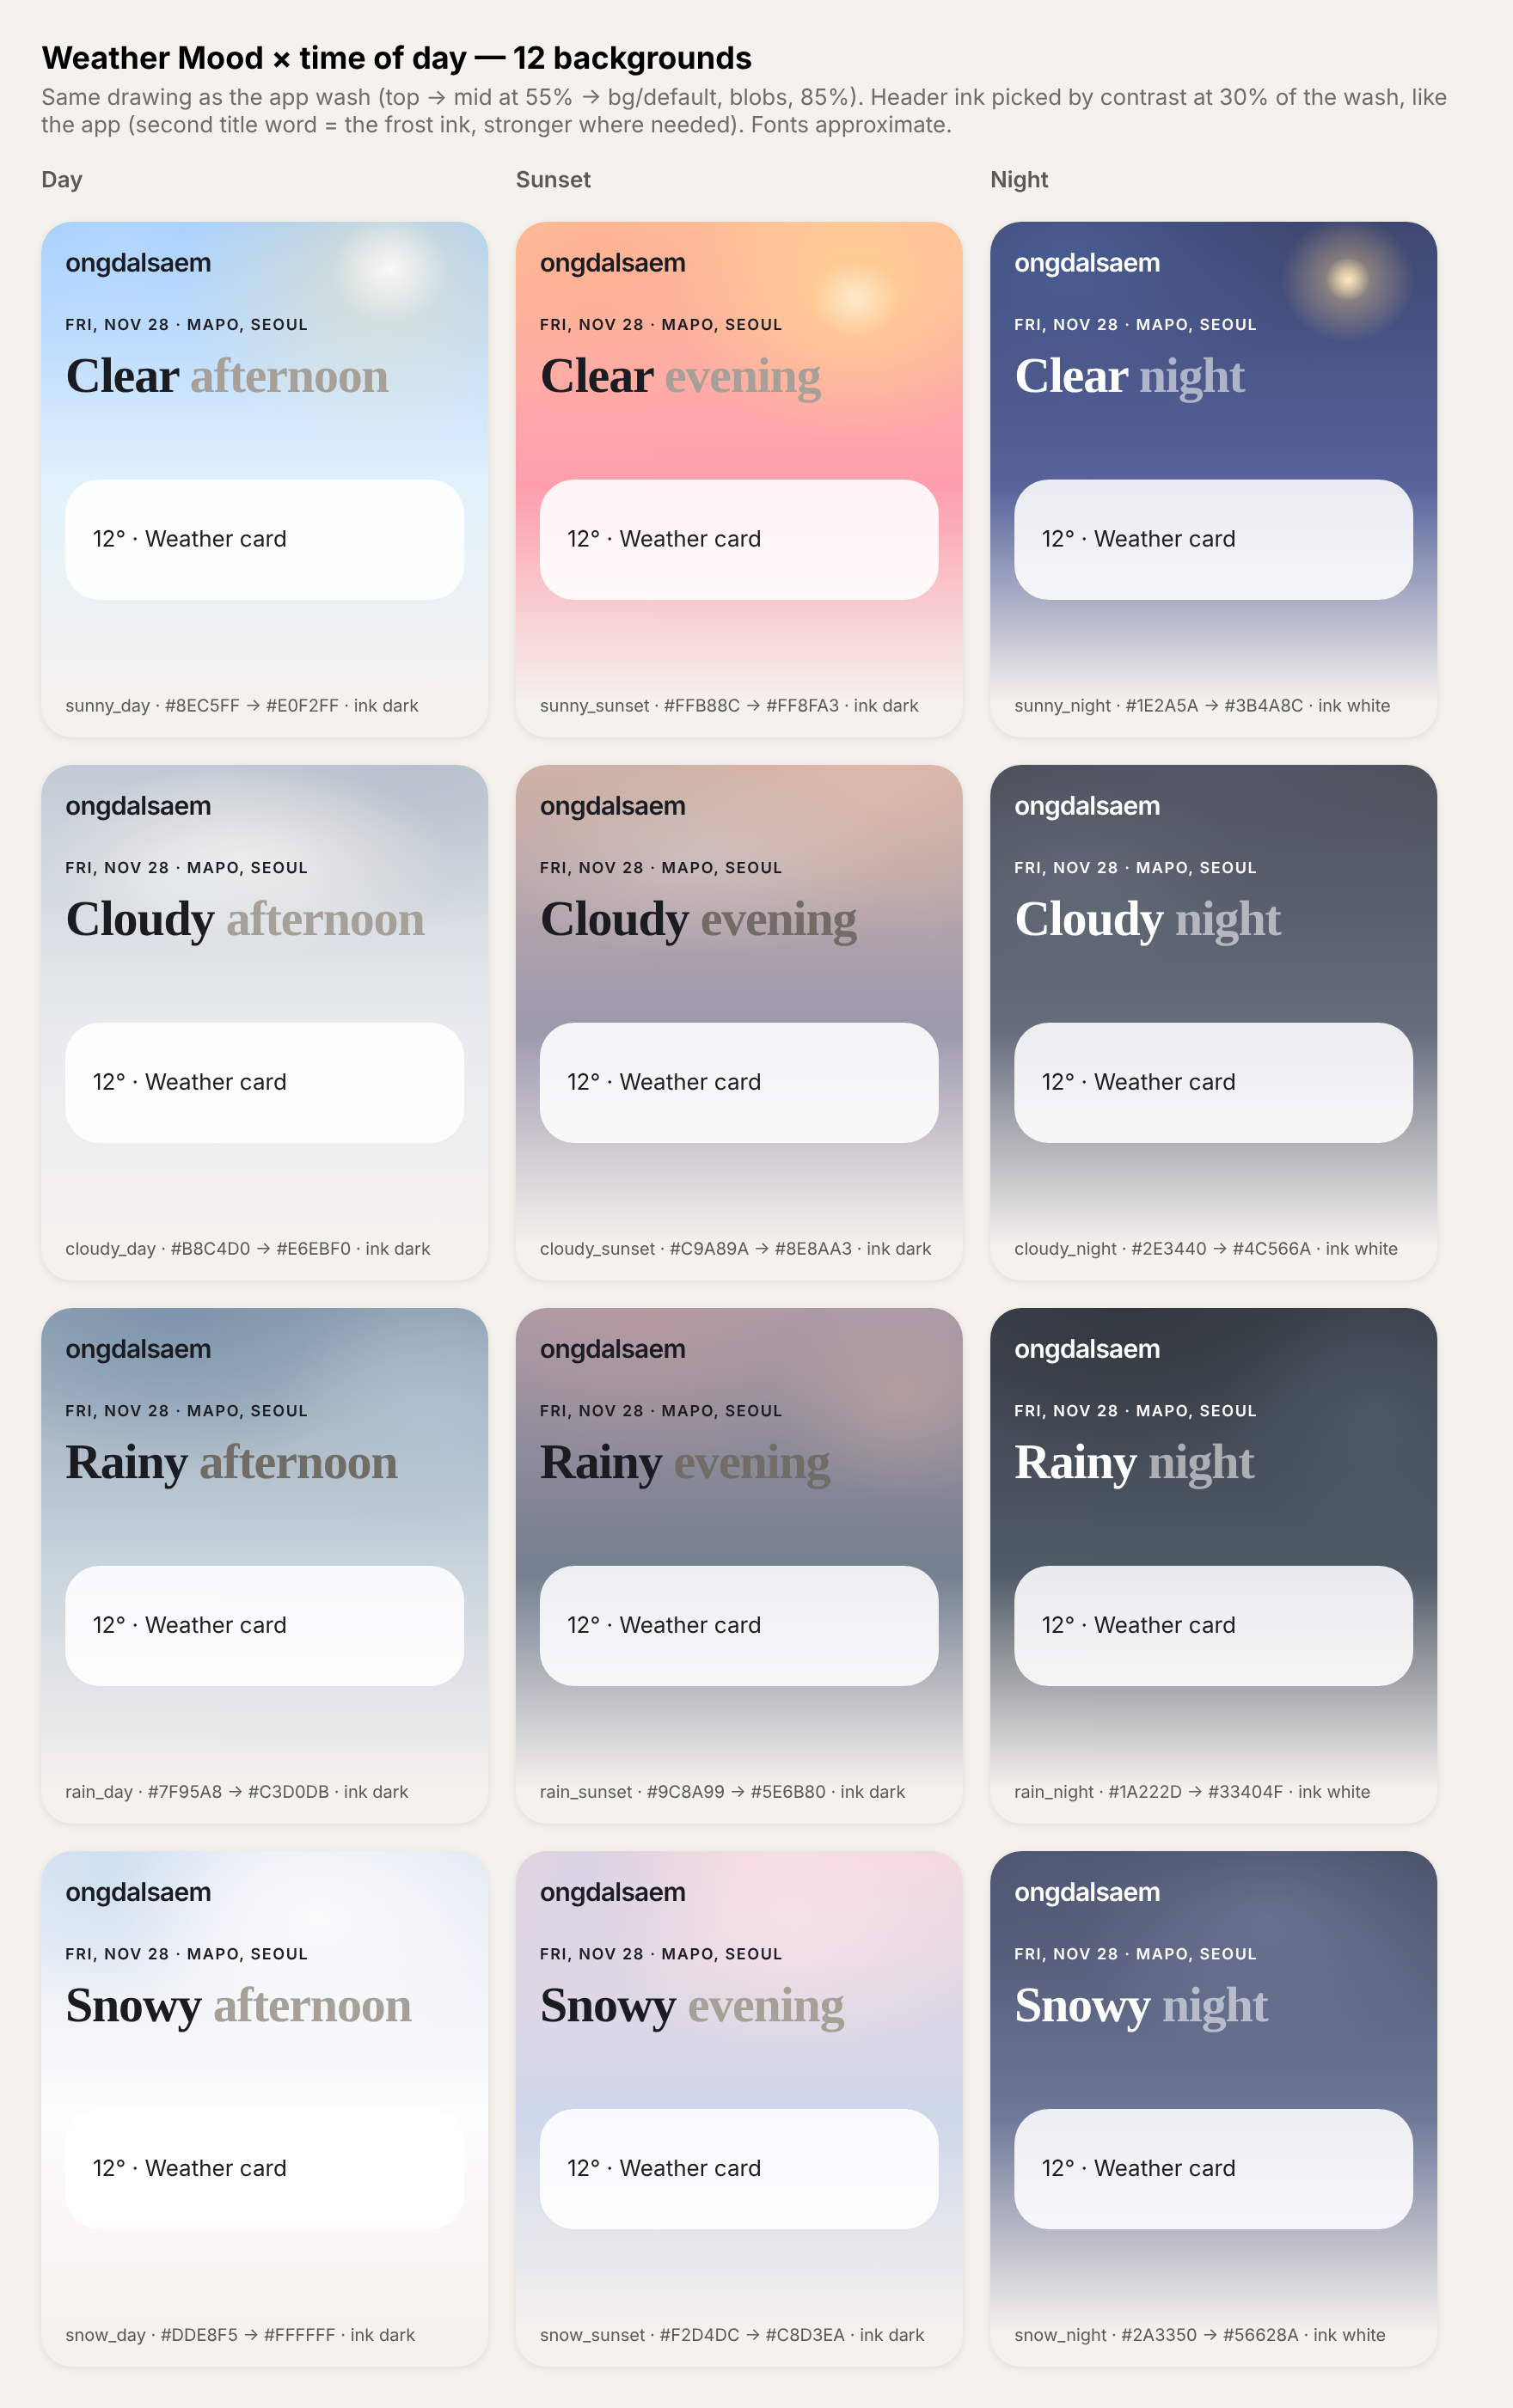 Weather Mood × time of day — 12 backgrounds
Same drawing as the app wash (top → mid at 55% → bg/default, blobs, 85%). Header ink picked by contrast at 30% of the wash, like
the app (second title word = the frost ink, stronger where needed). Fonts approximate.
Day
Sunset
Night
ongdalsaem
FRI, NOV 28 · MAPO, SEOUL
Clear afternoon
12° · Weather card
sunny_day · #8EC5FF → #E0F2FF · ink dark
ongdalsaem
FRI, NOV 28 · MAPO, SEOUL
Clear evening
12° · Weather card
sunny_sunset · #FFB88C → #FF8FA3 · ink dark
ongdalsaem
FRI, NOV 28 · MAPO, SEOUL
Clear night
12° · Weather card
sunny_night · #1E2A5A → #3B4A8C · ink white
ongdalsaem
FRI, NOV 28 · MAPO, SEOUL
Cloudy afternoon
12° · Weather card
cloudy_day · #B8C4D0 → #E6EBF0 · ink dark
ongdalsaem
FRI, NOV 28 · MAPO, SEOUL
Cloudy evening
12° · Weather card
cloudy_sunset · #C9A89A → #8E8AA3 · ink dark
ongdalsaem
FRI, NOV 28 · MAPO, SEOUL
Cloudy night
12° · Weather card
cloudy_night · #2E3440 → #4C566A · ink white
ongdalsaem
FRI, NOV 28 · MAPO, SEOUL
Rainy afternoon
12° · Weather card
rain_day · #7F95A8 → #C3D0DB · ink dark
ongdalsaem
FRI, NOV 28 · MAPO, SEOUL
Rainy evening
12° · Weather card
rain_sunset · #9C8A99 → #5E6B80 · ink dark
ongdalsaem
FRI, NOV 28 · MAPO, SEOUL
Rainy night
12° · Weather card
rain_night · #1A222D → #33404F · ink white
ongdalsaem
FRI, NOV 28 · MAPO, SEOUL
Snowy afternoon
12° · Weather card
snow_day · #DDE8F5 → #FFFFFF · ink dark
ongdalsaem
FRI, NOV 28 · MAPO, SEOUL
Snowy evening
12° · Weather card
snow_sunset · #F2D4DC → #C8D3EA · ink dark
ongdalsaem
FRI, NOV 28 · MAPO, SEOUL
Snowy night
12° · Weather card
snow_night · #2A3350 → #56628A · ink white